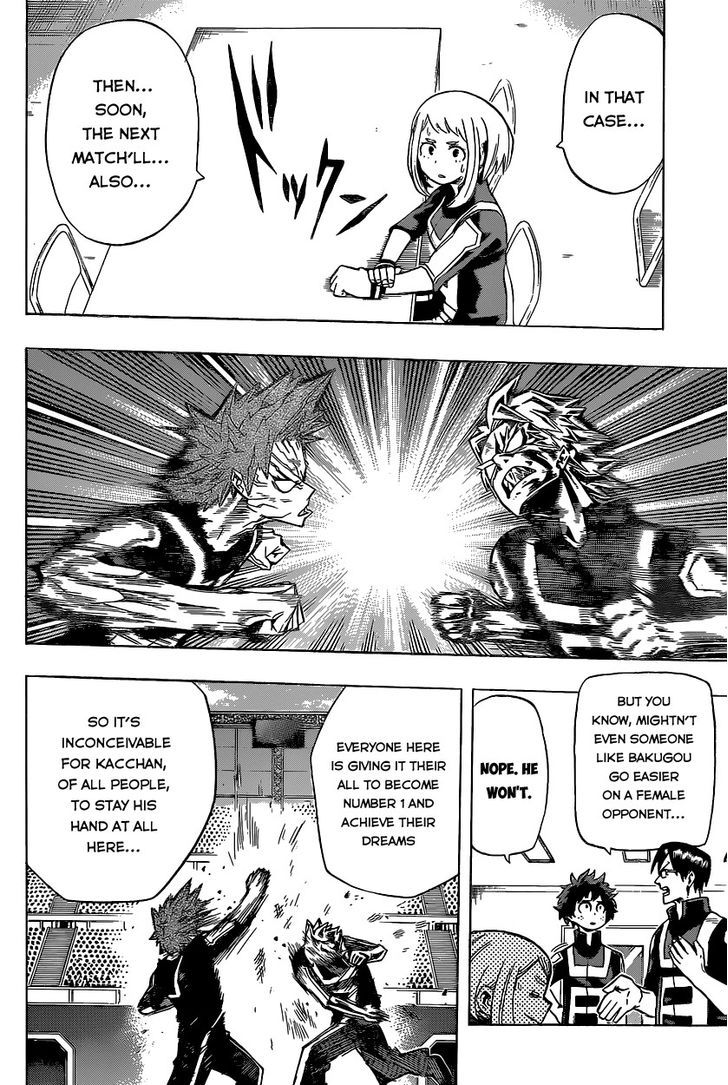 IN THAT
CASE...
THEN...
SOON,
THE NEXT
MATCH'LL...
ALSO...
ドックン
BUT YOU
KNOW, MIGHTN'T
EVEN SOMEONE
LIKE BAKUGOU
GO EASIER
ON A FEMALE
OPPONENT...
NOPE. HE
WON'T.
EVERYONE HERE
IS GIVING IT THEIR
ALL TO BECOME
NUMBER 1 AND
ACHIEVE THEIR
DREAMS
SO IT'S
INCONCEIVABLE
FOR KACCHAN,
OF ALL PEOPLE,
TO STAY HIS
HAND AT ALL
HERE...